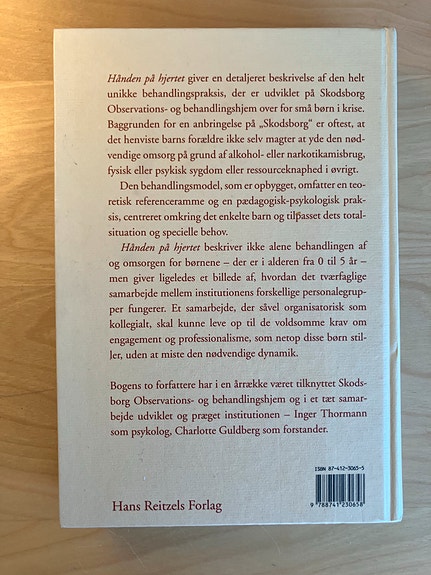 Hånden på hjertet giver en detaljeret beskrivelse af den helt
unikke behandlingspraksis, der er udviklet på Skodsborg
Observations- og behandlingshjem over for små børn i krise.
Baggrunden for en anbringelse på „Skodsborg“ er oftest, at
det henviste barns forældre ikke selv magter at yde den nød-
vendige omsorg på grund af alkohol- eller narkotikamisbrug,
fysisk eller psykisk sygdom eller ressourceknaphed i øvrigt.
Den behandlingsmodel, som er opbygget, omfatter en teo-
retisk referenceramme og en pædagogisk-psykologisk prak-
sis, centreret omkring det enkelte barn og tilpasset dets total-
situation og specielle behov.
Hånden på hjertet beskriver ikke alene behandlingen af
og omsorgen for børnene – der er i alderen fra 0 til 5 år –
men giver ligeledes et billede af, hvordan det tværfaglige
samarbejde mellem institutionens forskellige personalegrup-
per fungerer. Et samarbejde, der såvel organisatorisk som
kollegialt, skal kunne leve op til de voldsomme krav om
engagement og professionalisme, som netop disse børn stil-
ler, uden at miste den nødvendige dynamik.
Bogens to forfattere har i en årrække været tilknyttet Skods-
borg Observations- og behandlingshjem og i et tæt samar-
bejde udviklet og præget institutionen – Inger Thormann
som psykolog, Charlotte Guldberg som forstander.
ISBN 87-412-3065-5
9 788741 230658
Hans Reitzels Forlag